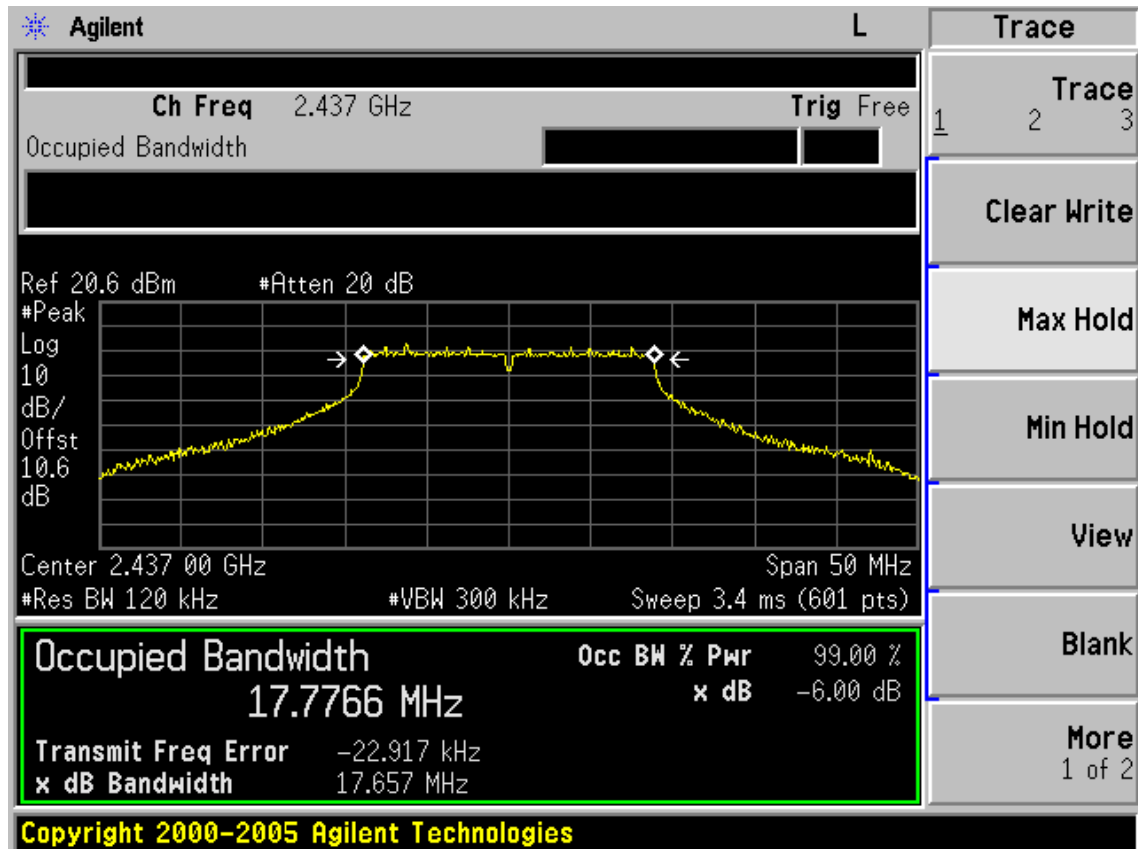 Agilent L
Ch Freq 2.437 GHz Trig Free
Occupied Bandwidth
Ref 20.6 dBm #Atten 20 dB
#Peak
Log
10
dB/
Offst
10.6
dB
Center 2.437 00 GHz Span 50 MHz
#Res BW 120 kHz #VBW 300 kHz Sweep 3.4 ms (601 pts)
Occupied Bandwidth Occ BW % Pwr 99.00 %
17.7766 MHz x dB -6.00 dB
Transmit Freq Error -22.917 kHz
x dB Bandwidth 17.657 MHz
Copyright 2000-2005 Agilent Technologies
Trace
Trace
1 2 3
Clear Write
Max Hold
Min Hold
View
Blank
More
1 of 2